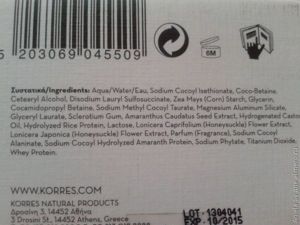 5 203069 045509
6M
Συστατικά/Ingredients: Aqua/Water/Eau, Sodium Cocoyl Isethionate, Coco-Betaine,
Cetearyl Alcohol, Disodium Lauryl Sulfosuccinate, Zea Mays (Corn) Starch, Glycerin,
Cocamidopropyl Betaine, Sodium Methyl Cocoyl Taurate, Magnesium Aluminum Silicate,
Glyceryl Laurate, Sclerotium Gum, Amaranthus Caudatus Seed Extract, Hydrogenated Castor
Oil, Hydrolyzed Rice Protein, Lactose, Lonicera Caprifolium (Honeysuckle) Flower Extract,
Lonicera Japonica (Honeysuckle) Flower Extract, Parfum (Fragrance), Sodium Cocoyl
Alaninate, Sodium Cocoyl Hydrolyzed Amaranth Protein, Sodium Phytate, Titanium Dioxide,
Whey Protein.
WWW.KORRES.COM
KORRES NATURAL PRODUCTS
Δροσίνη 3, 14452 Αθήνα
3 Drosini St., 14452 Athens, Greece
LOT 1304041
EXP 10/2015